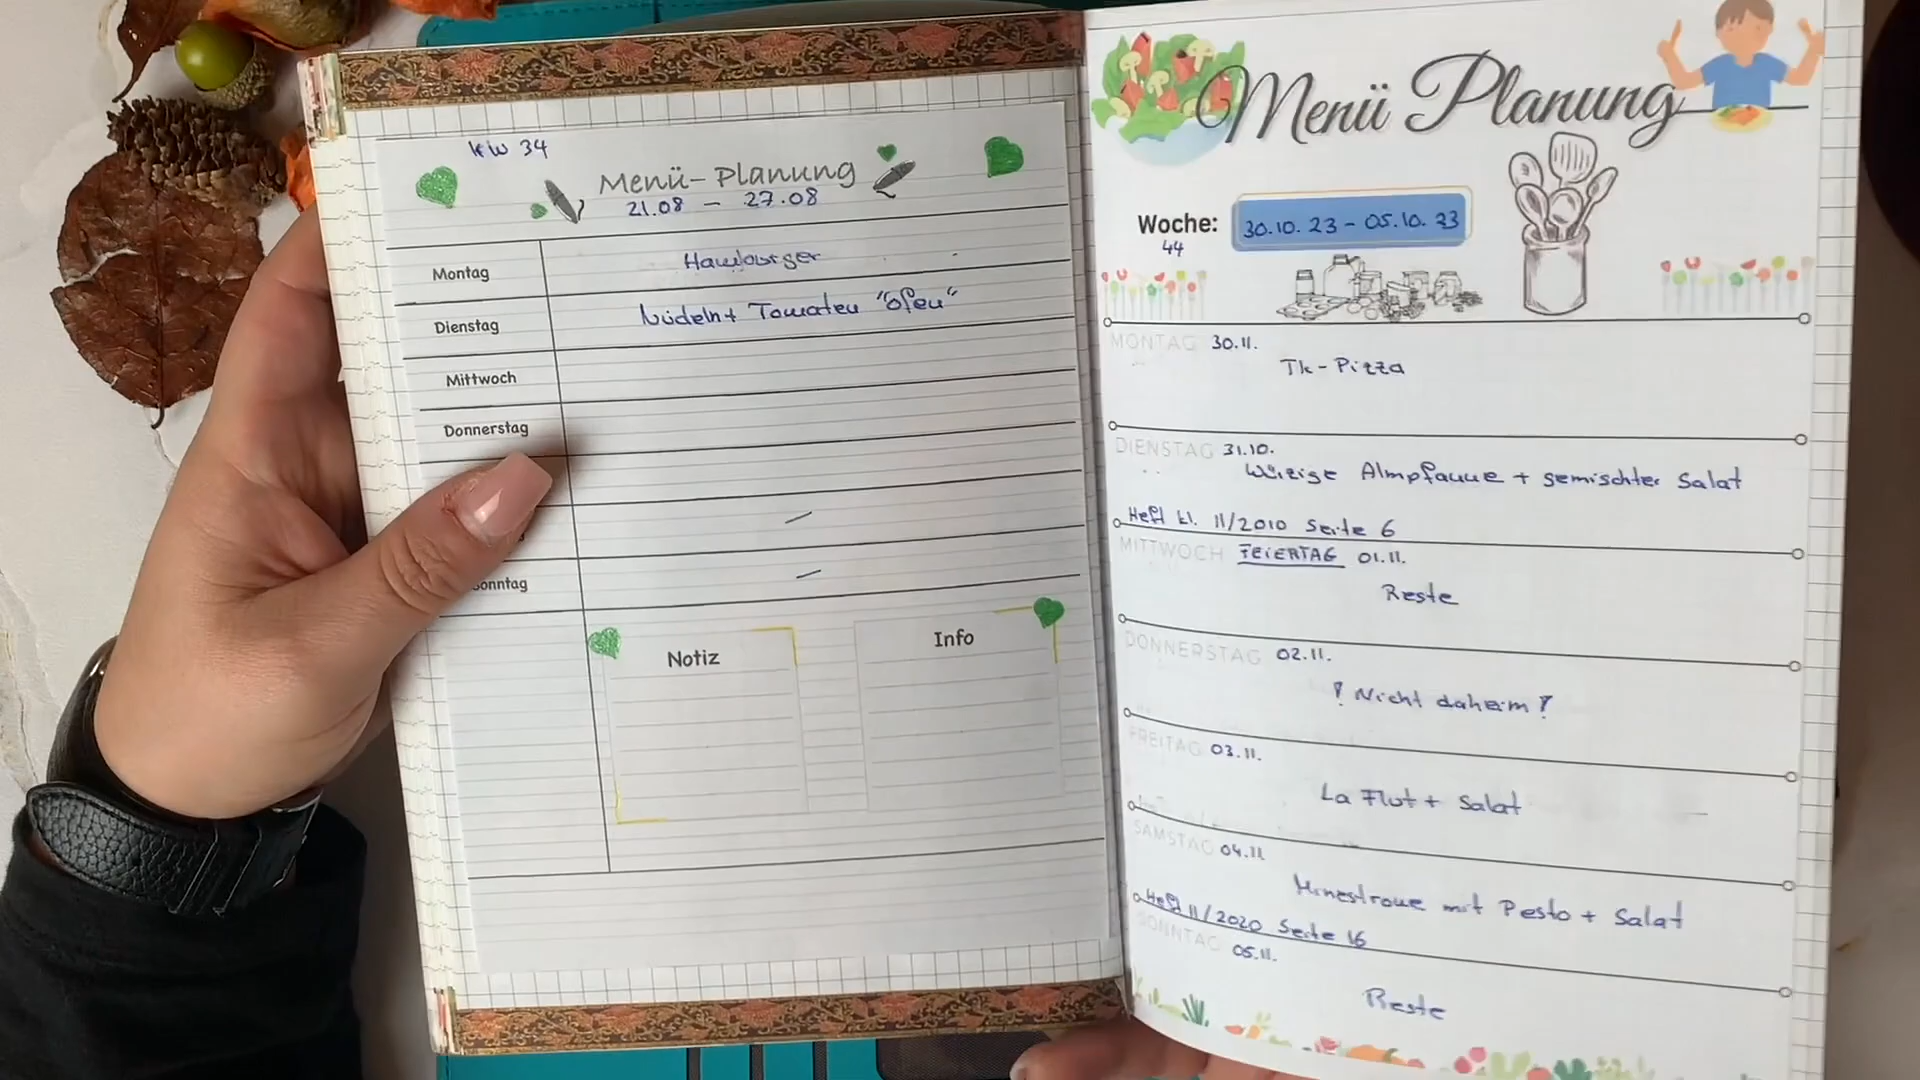 KW 34
Menü-Planung
21.08 - 27.08
Montag
Hamburger
Dienstag
Nudeln + Tomaten "Ofen"
Mittwoch
Donnerstag
Sonntag
Notiz
Info
Menü Planung
Woche: 30.10.23 - 05.10.23
44
MONTAG 30.11.
Tk-Pizza
DIENSTAG 31.10.
Würzige Almpfanne + gemischter Salat
Heft kl. 11/2010 Seite 6
MITTWOCH FEIERTAG 01.11.
Reste
DONNERSTAG 02.11.
! Nicht daheim !
FREITAG 03.11.
La Flut + Salat
SAMSTAG 04.11
Minestrone mit Pesto + Salat
Heft 11/2020 Seite 16
SONNTAG 05.11.
Reste